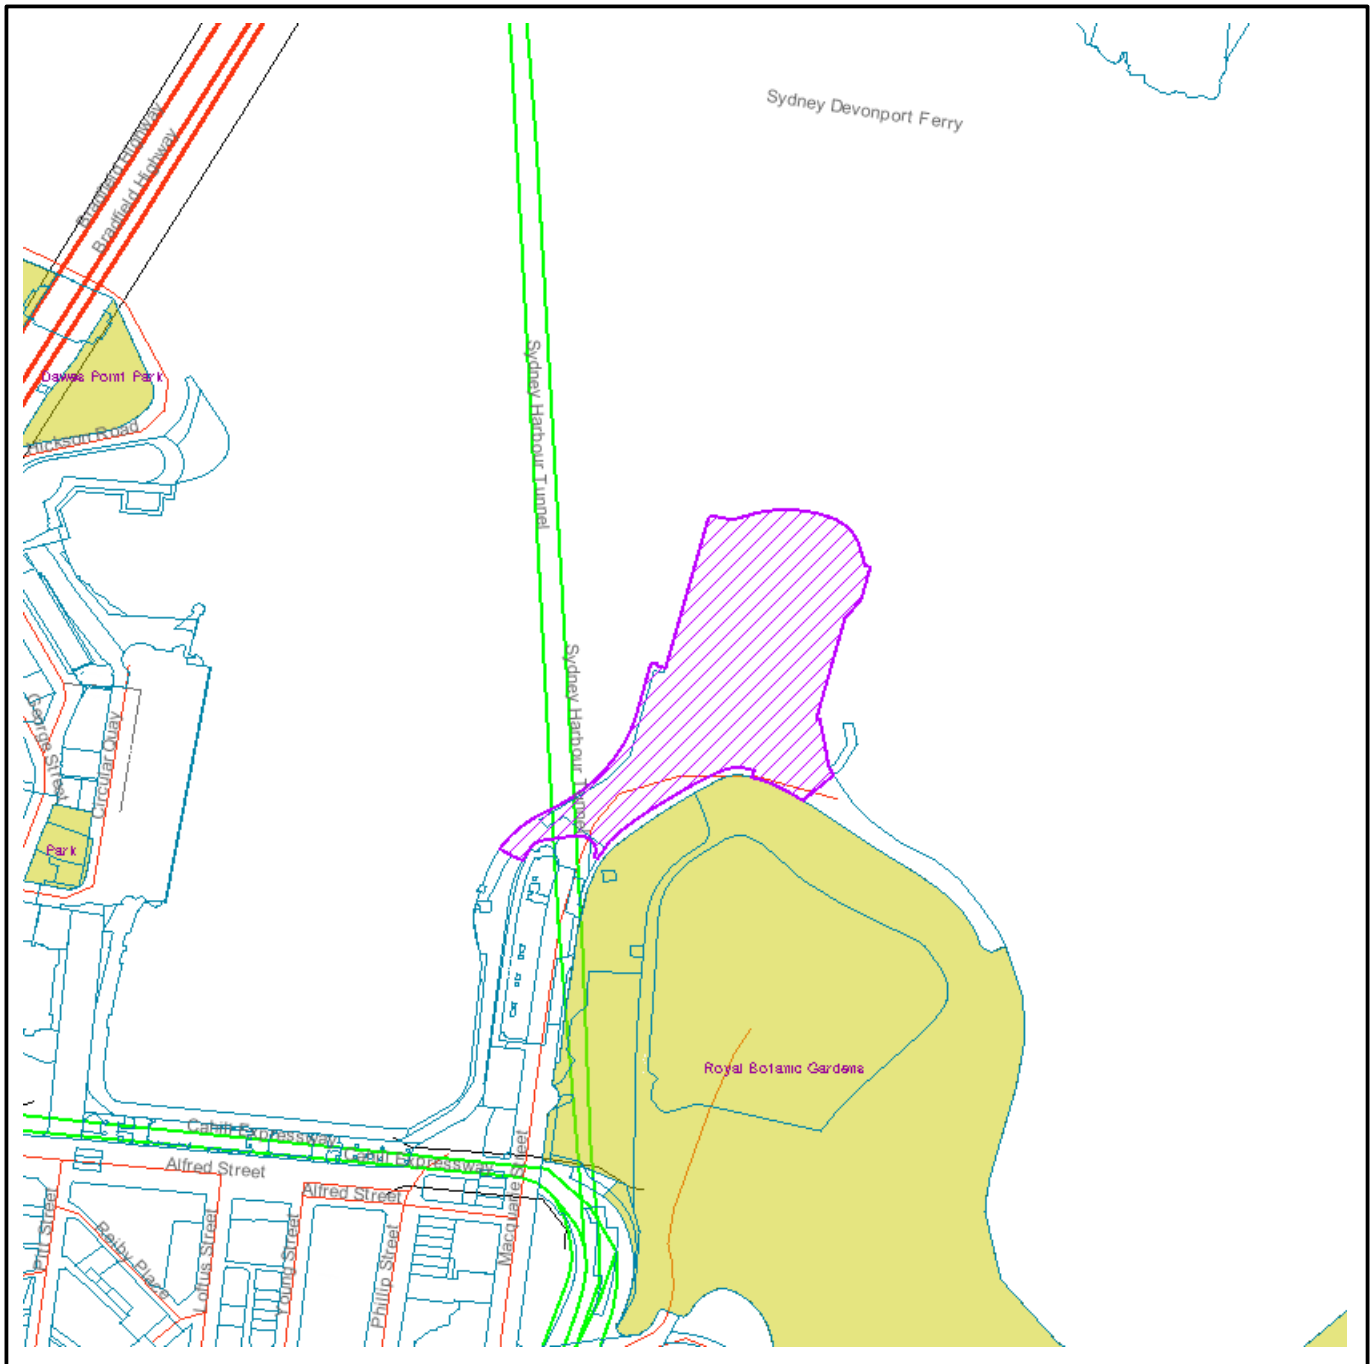 Sydney Devonport Ferry
Bradfield Highway
Bradfield Highway
Dawes Point Park
Hickson Road
Sydney Harbour Tunnel
Sydney Harbour Tunnel
George Street
Circular Quay
Park
Royal Botanic Gardens
Cahill Expressway
Cahill Expressway
Alfred Street
Alfred Street
Macquarie Street
Pitt Street
Reiby Place
Loftus Street
Young Street
Phillip Street